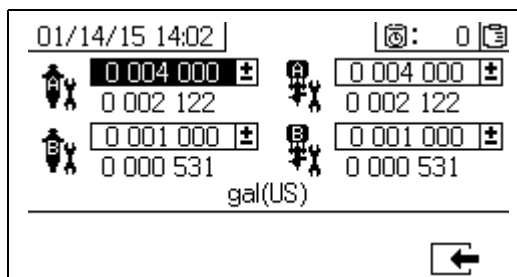 01/14/15 14:02 : 0
A 0 004 000 ± A 0 004 000 ±
0 002 122 0 002 122
B 0 001 000 ± B 0 001 000 ±
0 000 531 0 000 531
gal(US)